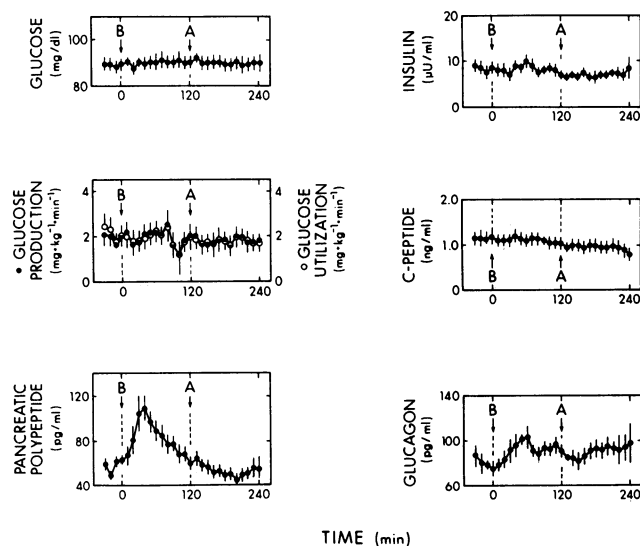 GLUCOSE
(mg/dl)
B
A
110
100
90
80
0
120
240
INSULIN
(μU/ml)
B
A
20
10
0
0
120
240
● GLUCOSE
PRODUCTION
(mg·kg⁻¹·min⁻¹)
B
A
4
2
0
4
2
0
○ GLUCOSE
UTILIZATION
(mg·kg⁻¹·min⁻¹)
0
120
240
C-PEPTIDE
(ng/ml)
2.0
1.0
0
B
A
0
120
240
PANCREATIC
POLYPEPTIDE
(pg/ml)
B
A
120
80
40
0
120
240
GLUCAGON
(pg/ml)
B
A
140
100
60
0
120
240
TIME (min)